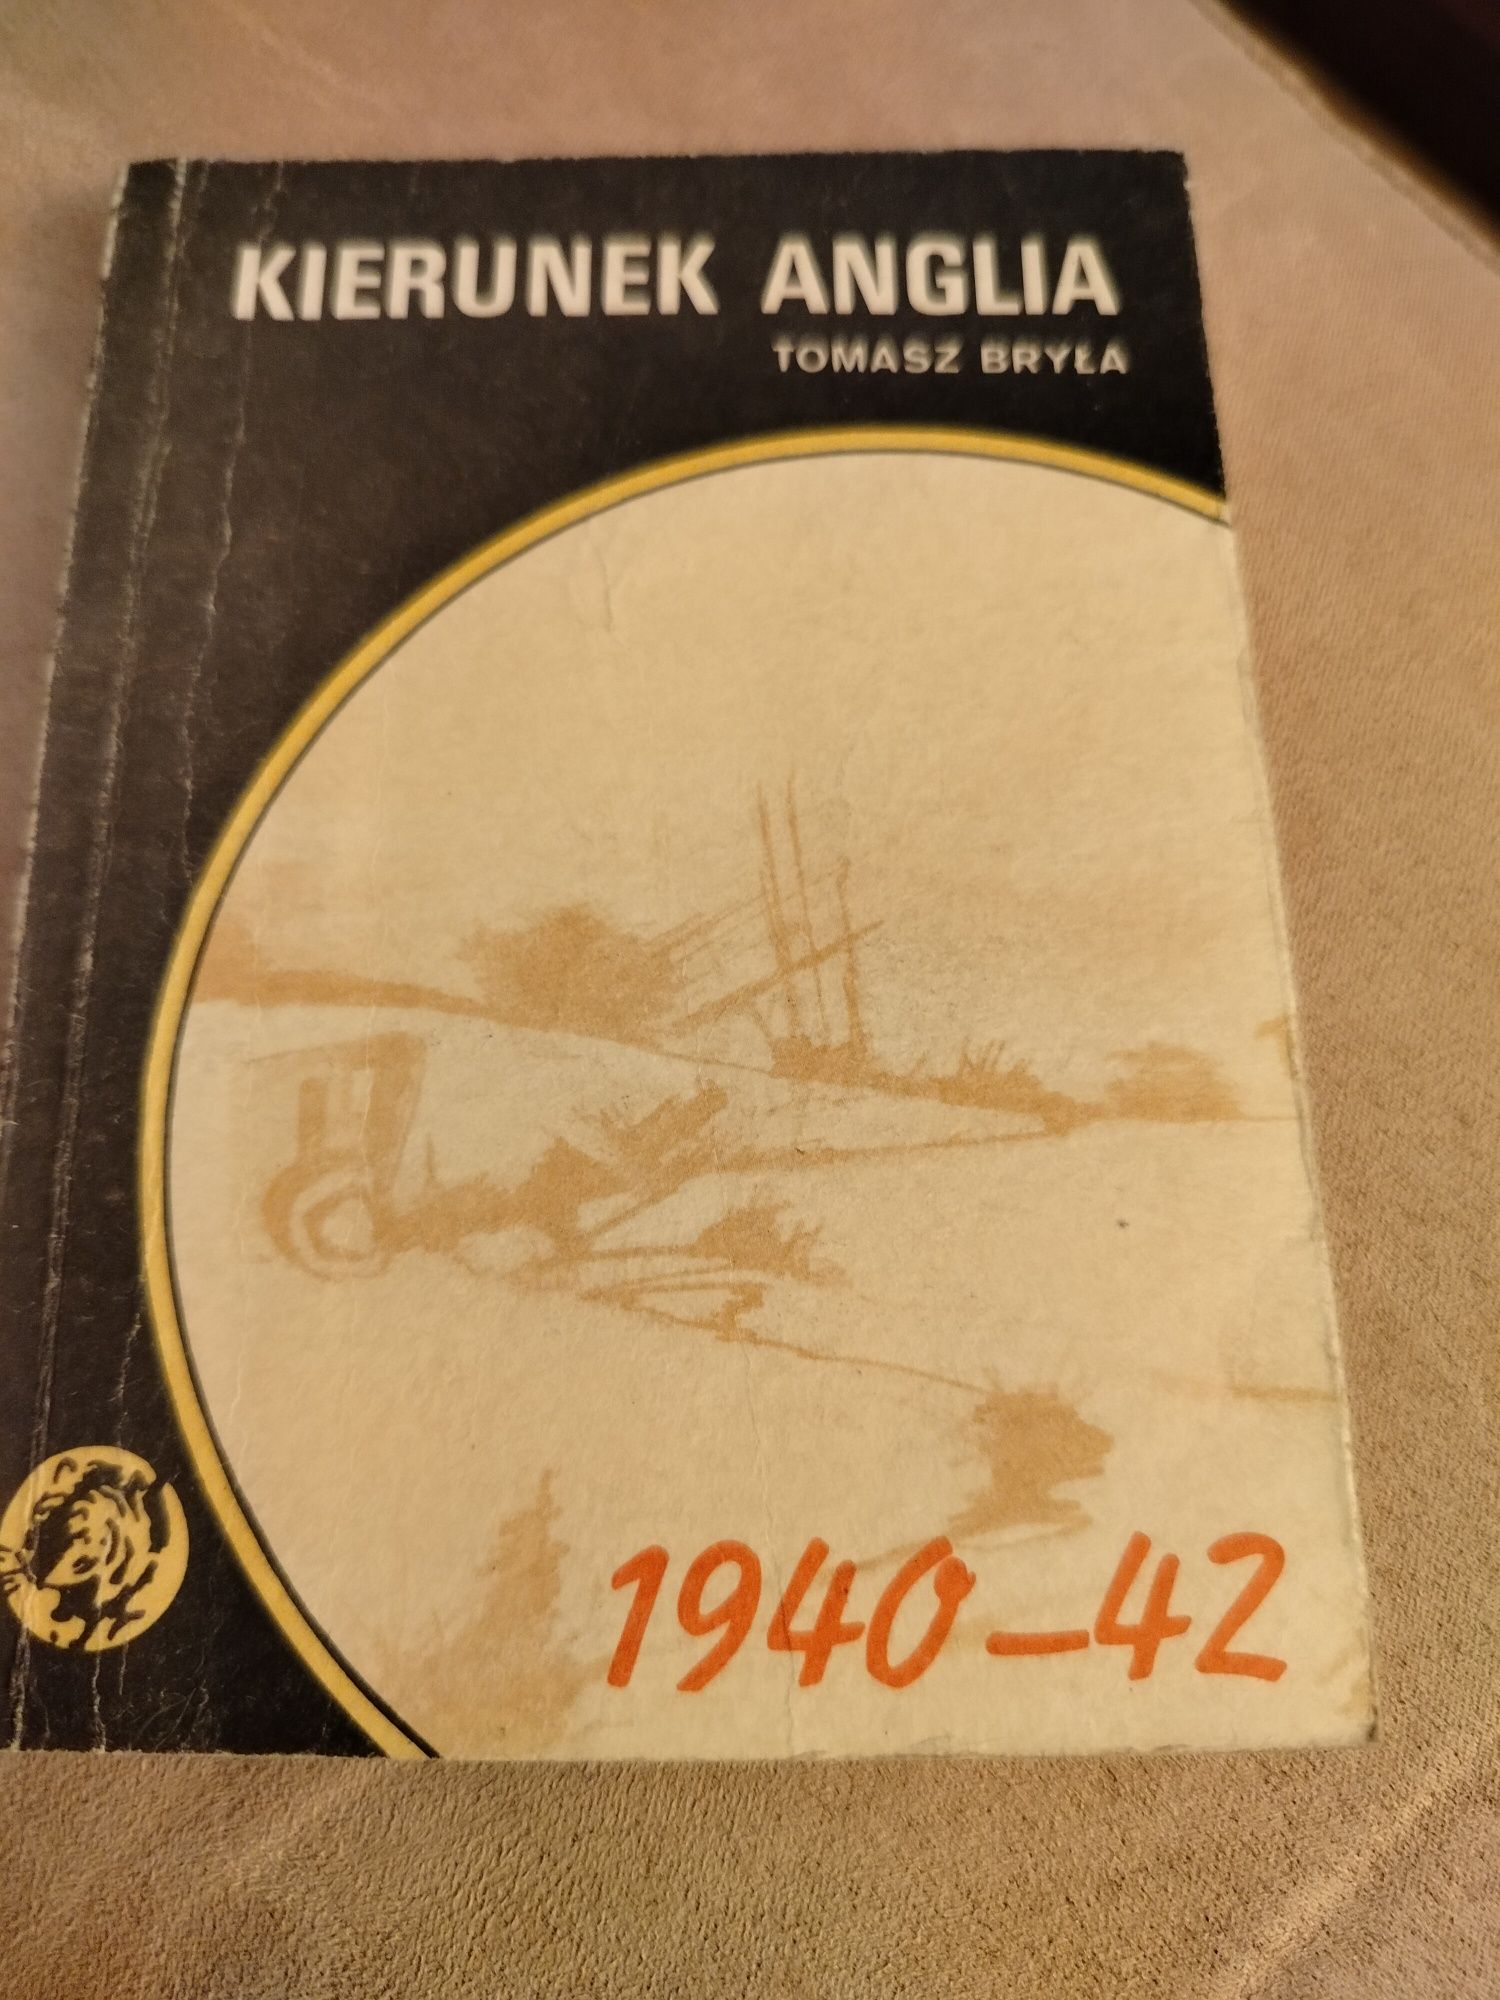 KIERUNEK ANGLIA
TOMASZ BRYŁA
1940-42